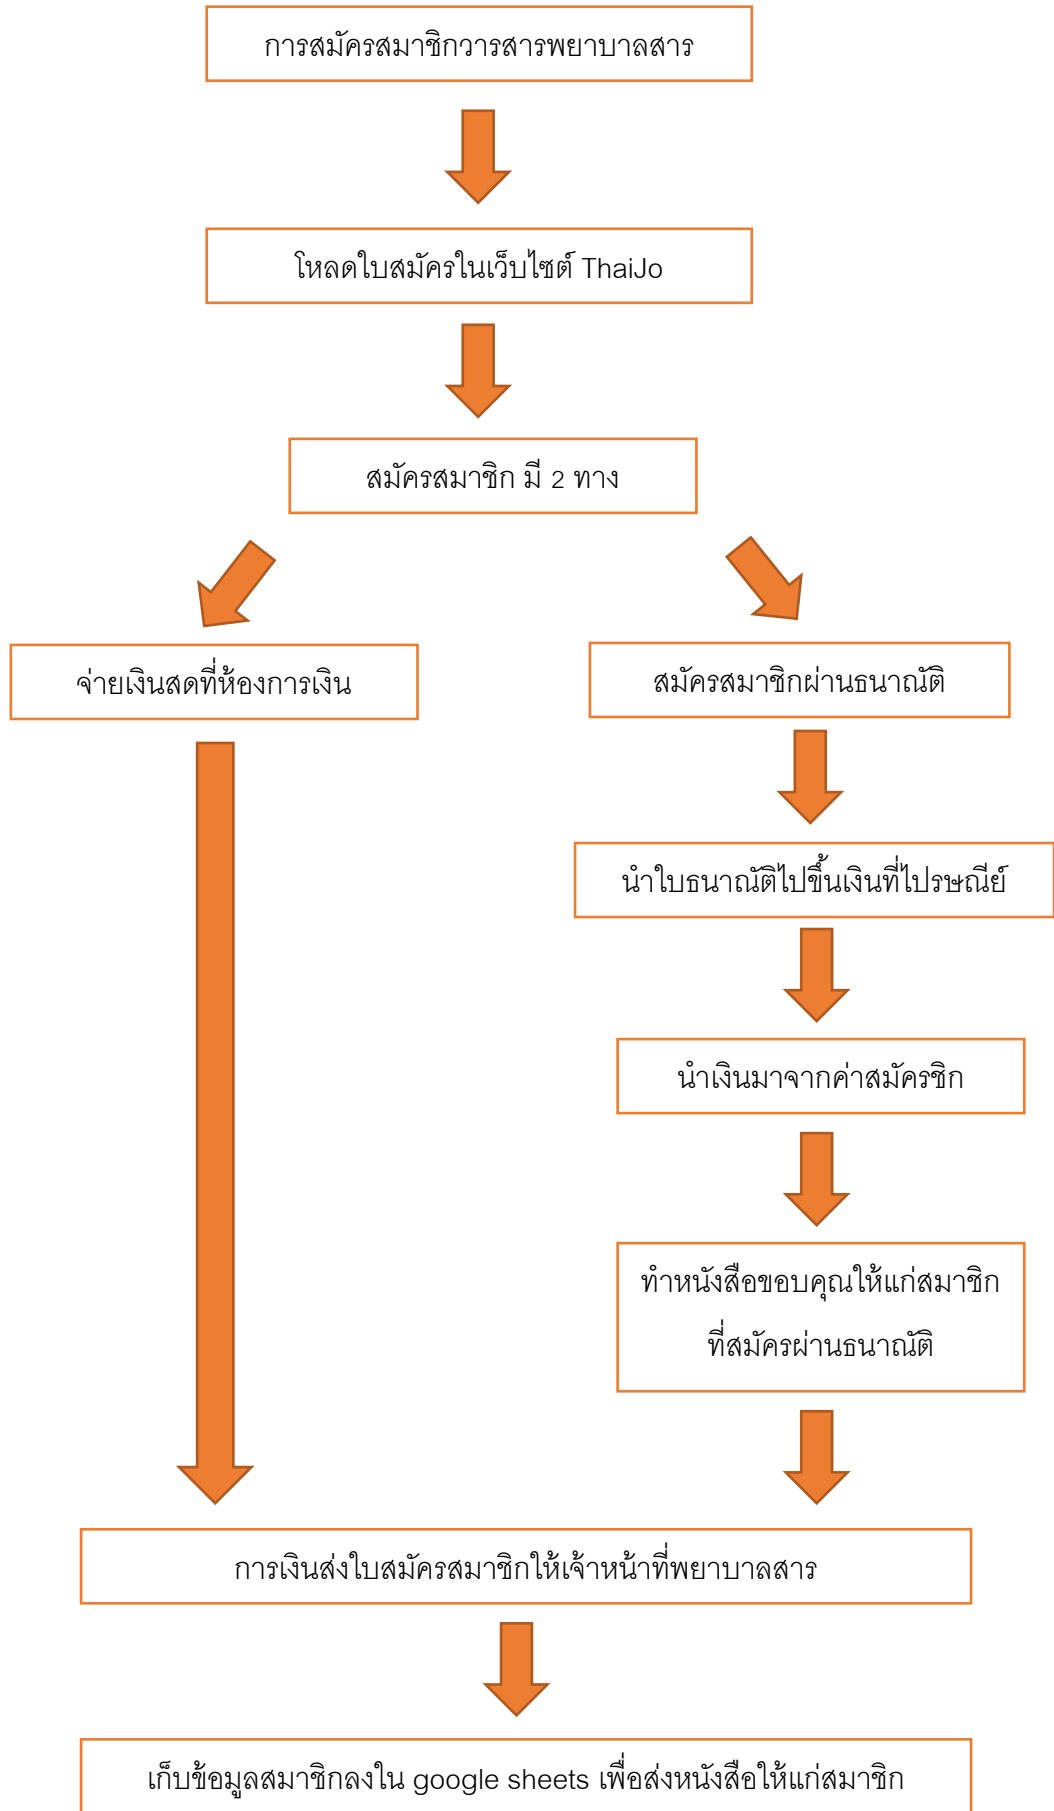 การสมัครสมาชิกวารสารพยาบาลสาร
โหลดใบสมัครในเว็บไซต์ ThaiJo
สมัครสมาชิก มี 2 ทาง
จ่ายเงินสดที่ห้องการเงิน
สมัครสมาชิกผ่านธนาณัติ
นำใบธนาณัติไปขึ้นเงินที่ไปรษณีย์
นำเงินมาจากค่าสมัครชิก
ทำหนังสือขอบคุณให้แก่สมาชิก
ที่สมัครผ่านธนาณัติ
การเงินส่งใบสมัครสมาชิกให้เจ้าหน้าที่พยาบาลสาร
เก็บข้อมูลสมาชิกลงใน google sheets เพื่อส่งหนังสือให้แก่สมาชิก